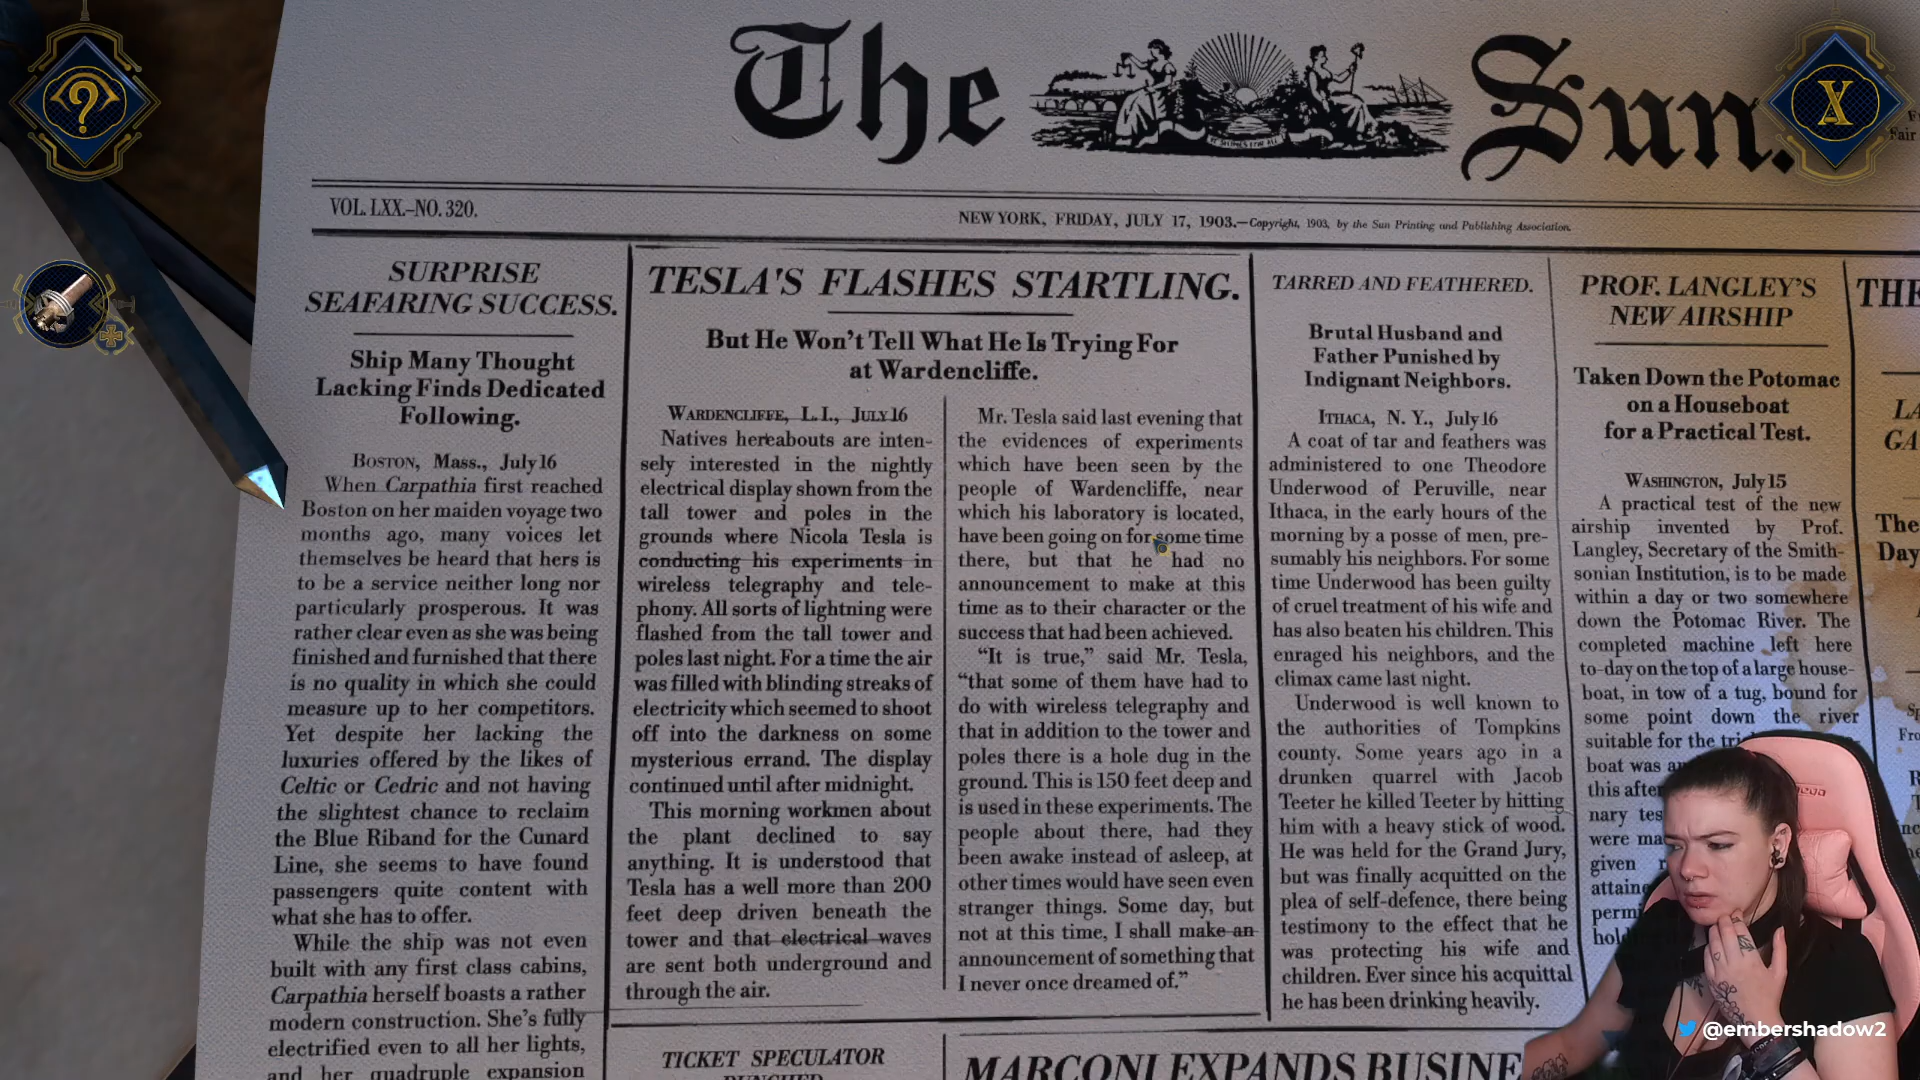 The Sun.
VOL. LXX.–NO. 320.
NEW YORK, FRIDAY, JULY 17, 1903.—Copyright, 1903, by the Sun Printing and Publishing Association.
SURPRISE
SEAFARING SUCCESS.
Ship Many Thought
Lacking Finds Dedicated
Following.
BOSTON, Mass., July 16
When Carpathia first reached
Boston on her maiden voyage two
months ago, many voices let
themselves be heard that hers is
to be a service neither long nor
particularly prosperous. It was
rather clear even as she was being
finished and furnished that there
is no quality in which she could
measure up to her competitors.
Yet despite her lacking the
luxuries offered by the likes of
Celtic or Cedric and not having
the slightest chance to reclaim
the Blue Riband for the Cunard
Line, she seems to have found
passengers quite content with
what she has to offer.
While the ship was not even
built with any first class cabins,
Carpathia herself boasts a rather
modern construction. She's fully
electrified even to all her lights,
and her quadruple expansion
TESLA'S FLASHES STARTLING.
But He Won't Tell What He Is Trying For
at Wardencliffe.
WARDENCLIFFE, L. I., JULY 16
Natives hereabouts are inten-
sely interested in the nightly
electrical display shown from the
tall tower and poles in the
grounds where Nicola Tesla is
conducting his experiments in
wireless telegraphy and tele-
phony. All sorts of lightning were
flashed from the tall tower and
poles last night. For a time the air
was filled with blinding streaks of
electricity which seemed to shoot
off into the darkness on some
mysterious errand. The display
continued until after midnight.
This morning workmen about
the plant declined to say
anything. It is understood that
Tesla has a well more than 200
feet deep driven beneath the
tower and that electrical waves
are sent both underground and
through the air.
Mr. Tesla said last evening that
the evidences of experiments
which have been seen by the
people of Wardencliffe, near
which his laboratory is located,
have been going on for some time
there, but that he had no
announcement to make at this
time as to their character or the
success that had been achieved.
"It is true," said Mr. Tesla,
"that some of them have had to
do with wireless telegraphy and
that in addition to the tower and
poles there is a hole dug in the
ground. This is 150 feet deep and
is used in these experiments. The
people about there, had they
been awake instead of asleep, at
other times would have seen even
stranger things. Some day, but
not at this time, I shall make an
announcement of something that
I never once dreamed of."
TICKET SPECULATOR
MARCONI EXPANDS
TARRED AND FEATHERED.
Brutal Husband and
Father Punished by
Indignant Neighbors.
ITHACA, N. Y., July 16
A coat of tar and feathers was
administered to one Theodore
Underwood of Peruville, near
Ithaca, in the early hours of the
morning by a posse of men, pre-
sumably his neighbors. For some
time Underwood has been guilty
of cruel treatment of his wife and
has also beaten his children. This
enraged his neighbors, and the
climax came last night.
Underwood is well known to
the authorities of Tompkins
county. Some years ago in a
drunken quarrel with Jacob
Teeter he killed Teeter by hitting
him with a heavy stick of wood.
He was held for the Grand Jury,
but was finally acquitted on the
plea of self-defence, there being
testimony to the effect that he
was protecting his wife and
children. Ever since his acquittal
he has been drinking heavily.
PROF. LANGLEY'S
NEW AIRSHIP
Taken Down the Potomac
on a Houseboat
for a Practical Test.
WASHINGTON, July 15
A practical test of the new
airship invented by Prof.
Langley, Secretary of the Smith-
sonian Institution, is to be made
within a day or two somewhere
down the Potomac River. The
completed machine left here
to-day on the top of a large house-
boat, in tow of a tug, bound for
some point down the river
suitable for the
boat was
this
nary
were
given
THE
The
Day
?
X
@embershadow2